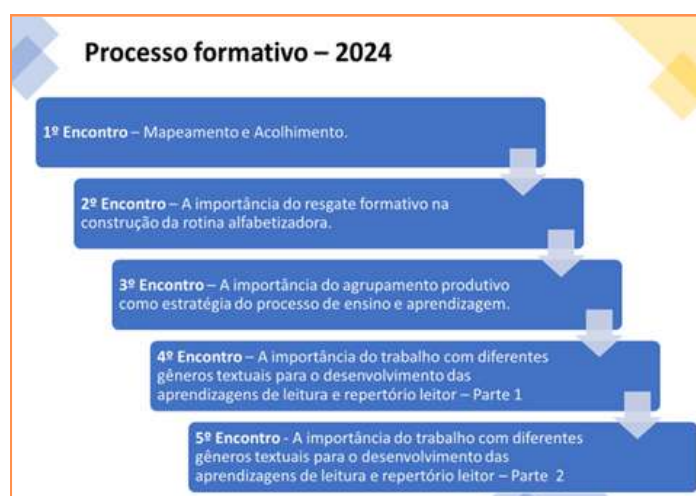 Processo formativo – 2024
1º Encontro – Mapeamento e Acolhimento.
2º Encontro – A importância do resgate formativo na
construção da rotina alfabetizadora.
3º Encontro – A importância do agrupamento produtivo
como estratégia do processo de ensino e aprendizagem.
4º Encontro – A importância do trabalho com diferentes
gêneros textuais para o desenvolvimento das
aprendizagens de leitura e repertório leitor – Parte 1
5º Encontro - A importância do trabalho com diferentes
gêneros textuais para o desenvolvimento das
aprendizagens de leitura e repertório leitor – Parte 2